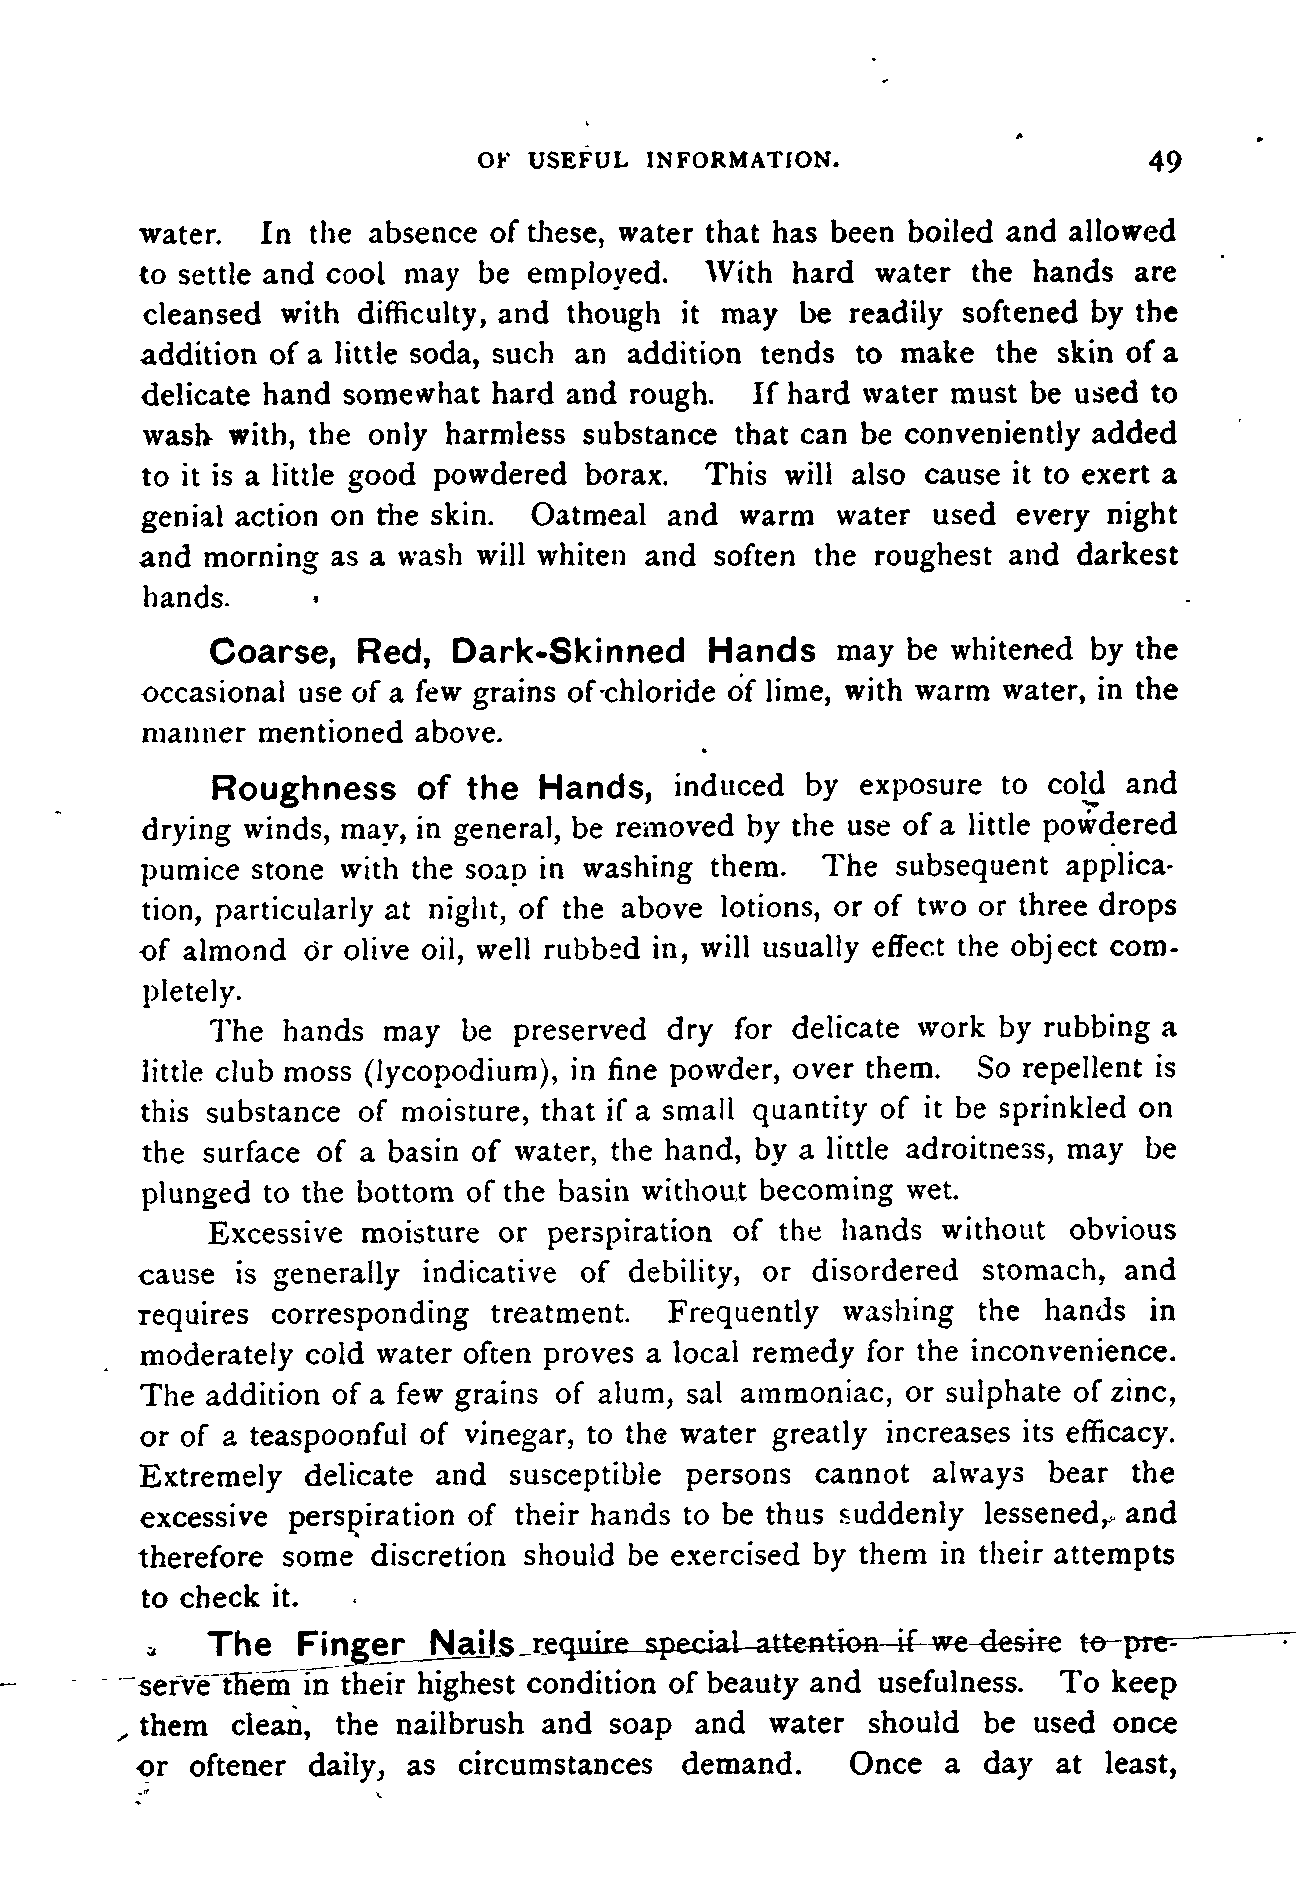 OF USEFUL INFORMATION. 49
water. In the absence of these, water that has been boiled and allowed
to settle and cool may be employed. With hard water the hands are
cleansed with difficulty, and though it may be readily softened by the
addition of a little soda, such an addition tends to make the skin of a
delicate hand somewhat hard and rough. If hard water must be used to
wash with, the only harmless substance that can be conveniently added
to it is a little good powdered borax. This will also cause it to exert a
genial action on the skin. Oatmeal and warm water used every night
and morning as a wash will whiten and soften the roughest and darkest
hands.
Coarse, Red, Dark-Skinned Hands may be whitened by the
occasional use of a few grains of chloride of lime, with warm water, in the
manner mentioned above.
Roughness of the Hands, induced by exposure to cold and
drying winds, may, in general, be removed by the use of a little powdered
pumice stone with the soap in washing them. The subsequent applica-
tion, particularly at night, of the above lotions, or of two or three drops
of almond or olive oil, well rubbed in, will usually effect the object com-
pletely.
The hands may be preserved dry for delicate work by rubbing a
little club moss (lycopodium), in fine powder, over them. So repellent is
this substance of moisture, that if a small quantity of it be sprinkled on
the surface of a basin of water, the hand, by a little adroitness, may be
plunged to the bottom of the basin without becoming wet.
Excessive moisture or perspiration of the hands without obvious
cause is generally indicative of debility, or disordered stomach, and
requires corresponding treatment. Frequently washing the hands in
moderately cold water often proves a local remedy for the inconvenience.
The addition of a few grains of alum, sal ammoniac, or sulphate of zinc,
or of a teaspoonful of vinegar, to the water greatly increases its efficacy.
Extremely delicate and susceptible persons cannot always bear the
excessive perspiration of their hands to be thus suddenly lessened, and
therefore some discretion should be exercised by them in their attempts
to check it.
The Finger Nails require special attention if we desire to pre-
serve them in their highest condition of beauty and usefulness. To keep
them clean, the nailbrush and soap and water should be used once
or oftener daily, as circumstances demand. Once a day at least,